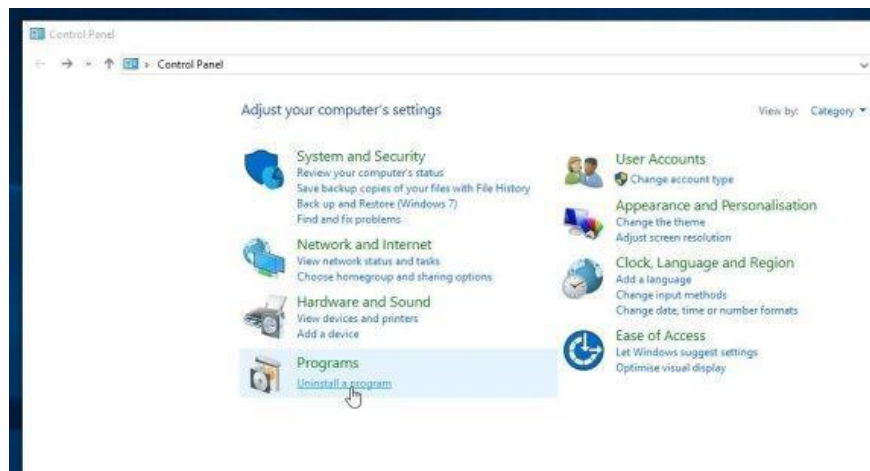 Control Panel
Control Panel
Adjust your computer's settings
View by: Category
System and Security
Review your computer's status
Save backup copies of your files with File History
Back up and Restore (Windows 7)
Find and fix problems
Network and Internet
View network status and tasks
Choose homegroup and sharing options
Hardware and Sound
View devices and printers
Add a device
Programs
Uninstall a program
User Accounts
Change account type
Appearance and Personalisation
Change the theme
Adjust screen resolution
Clock, Language and Region
Add a language
Change input methods
Change date, time or number formats
Ease of Access
Let Windows suggest settings
Optimise visual display